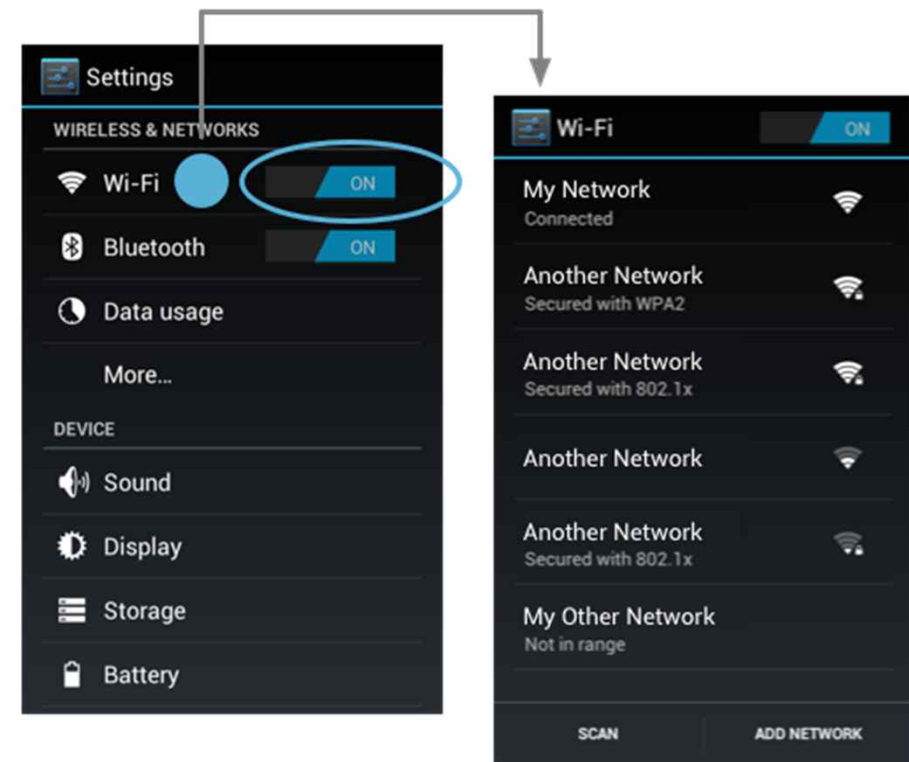 Settings
WIRELESS & NETWORKS
Wi-Fi ON
Bluetooth ON
Data usage
More...
DEVICE
Sound
Display
Storage
Battery
Wi-Fi ON
My Network
Connected
Another Network
Secured with WPA2
Another Network
Secured with 802.1x
Another Network
Another Network
Secured with 802.1x
My Other Network
Not in range
SCAN ADD NETWORK